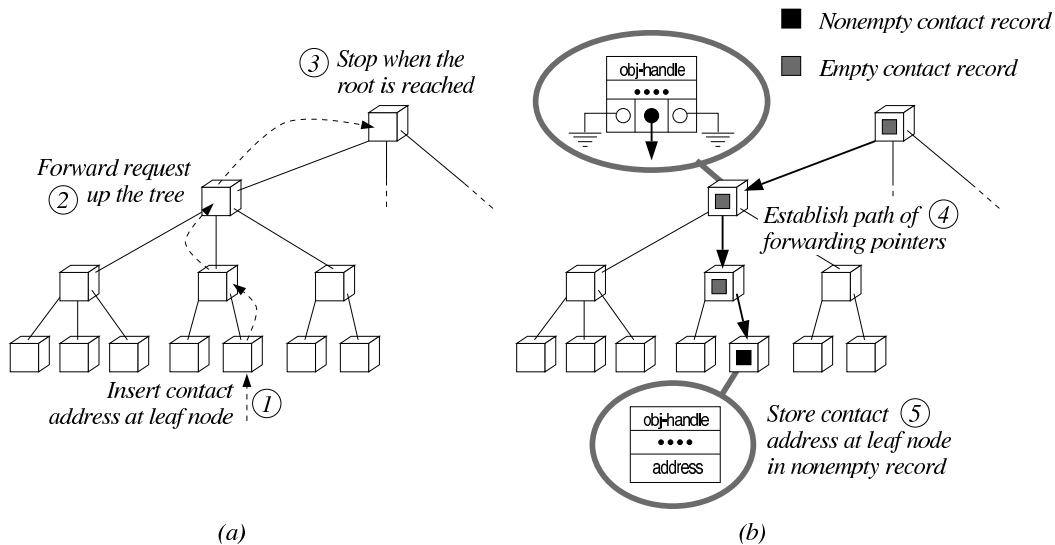 3 Stop when the
root is reached
Forward request
2 up the tree
Insert contact
address at leaf node 1
(a)
Nonempty contact record
Empty contact record
obj-handle
••••
Establish path of 4
forwarding pointers
obj-handle
••••
address
Store contact 5
address at leaf node
in nonempty record
(b)